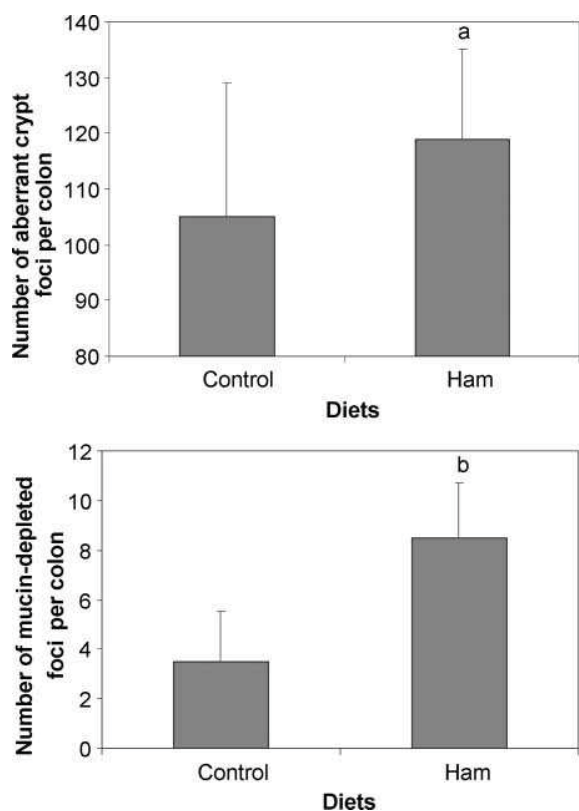 Number of aberrant crypt
foci per colon
140
130
120
110
100
90
80
a
Control
Ham
Diets
Number of mucin-depleted
foci per colon
12
10
8
6
4
2
0
b
Control
Ham
Diets